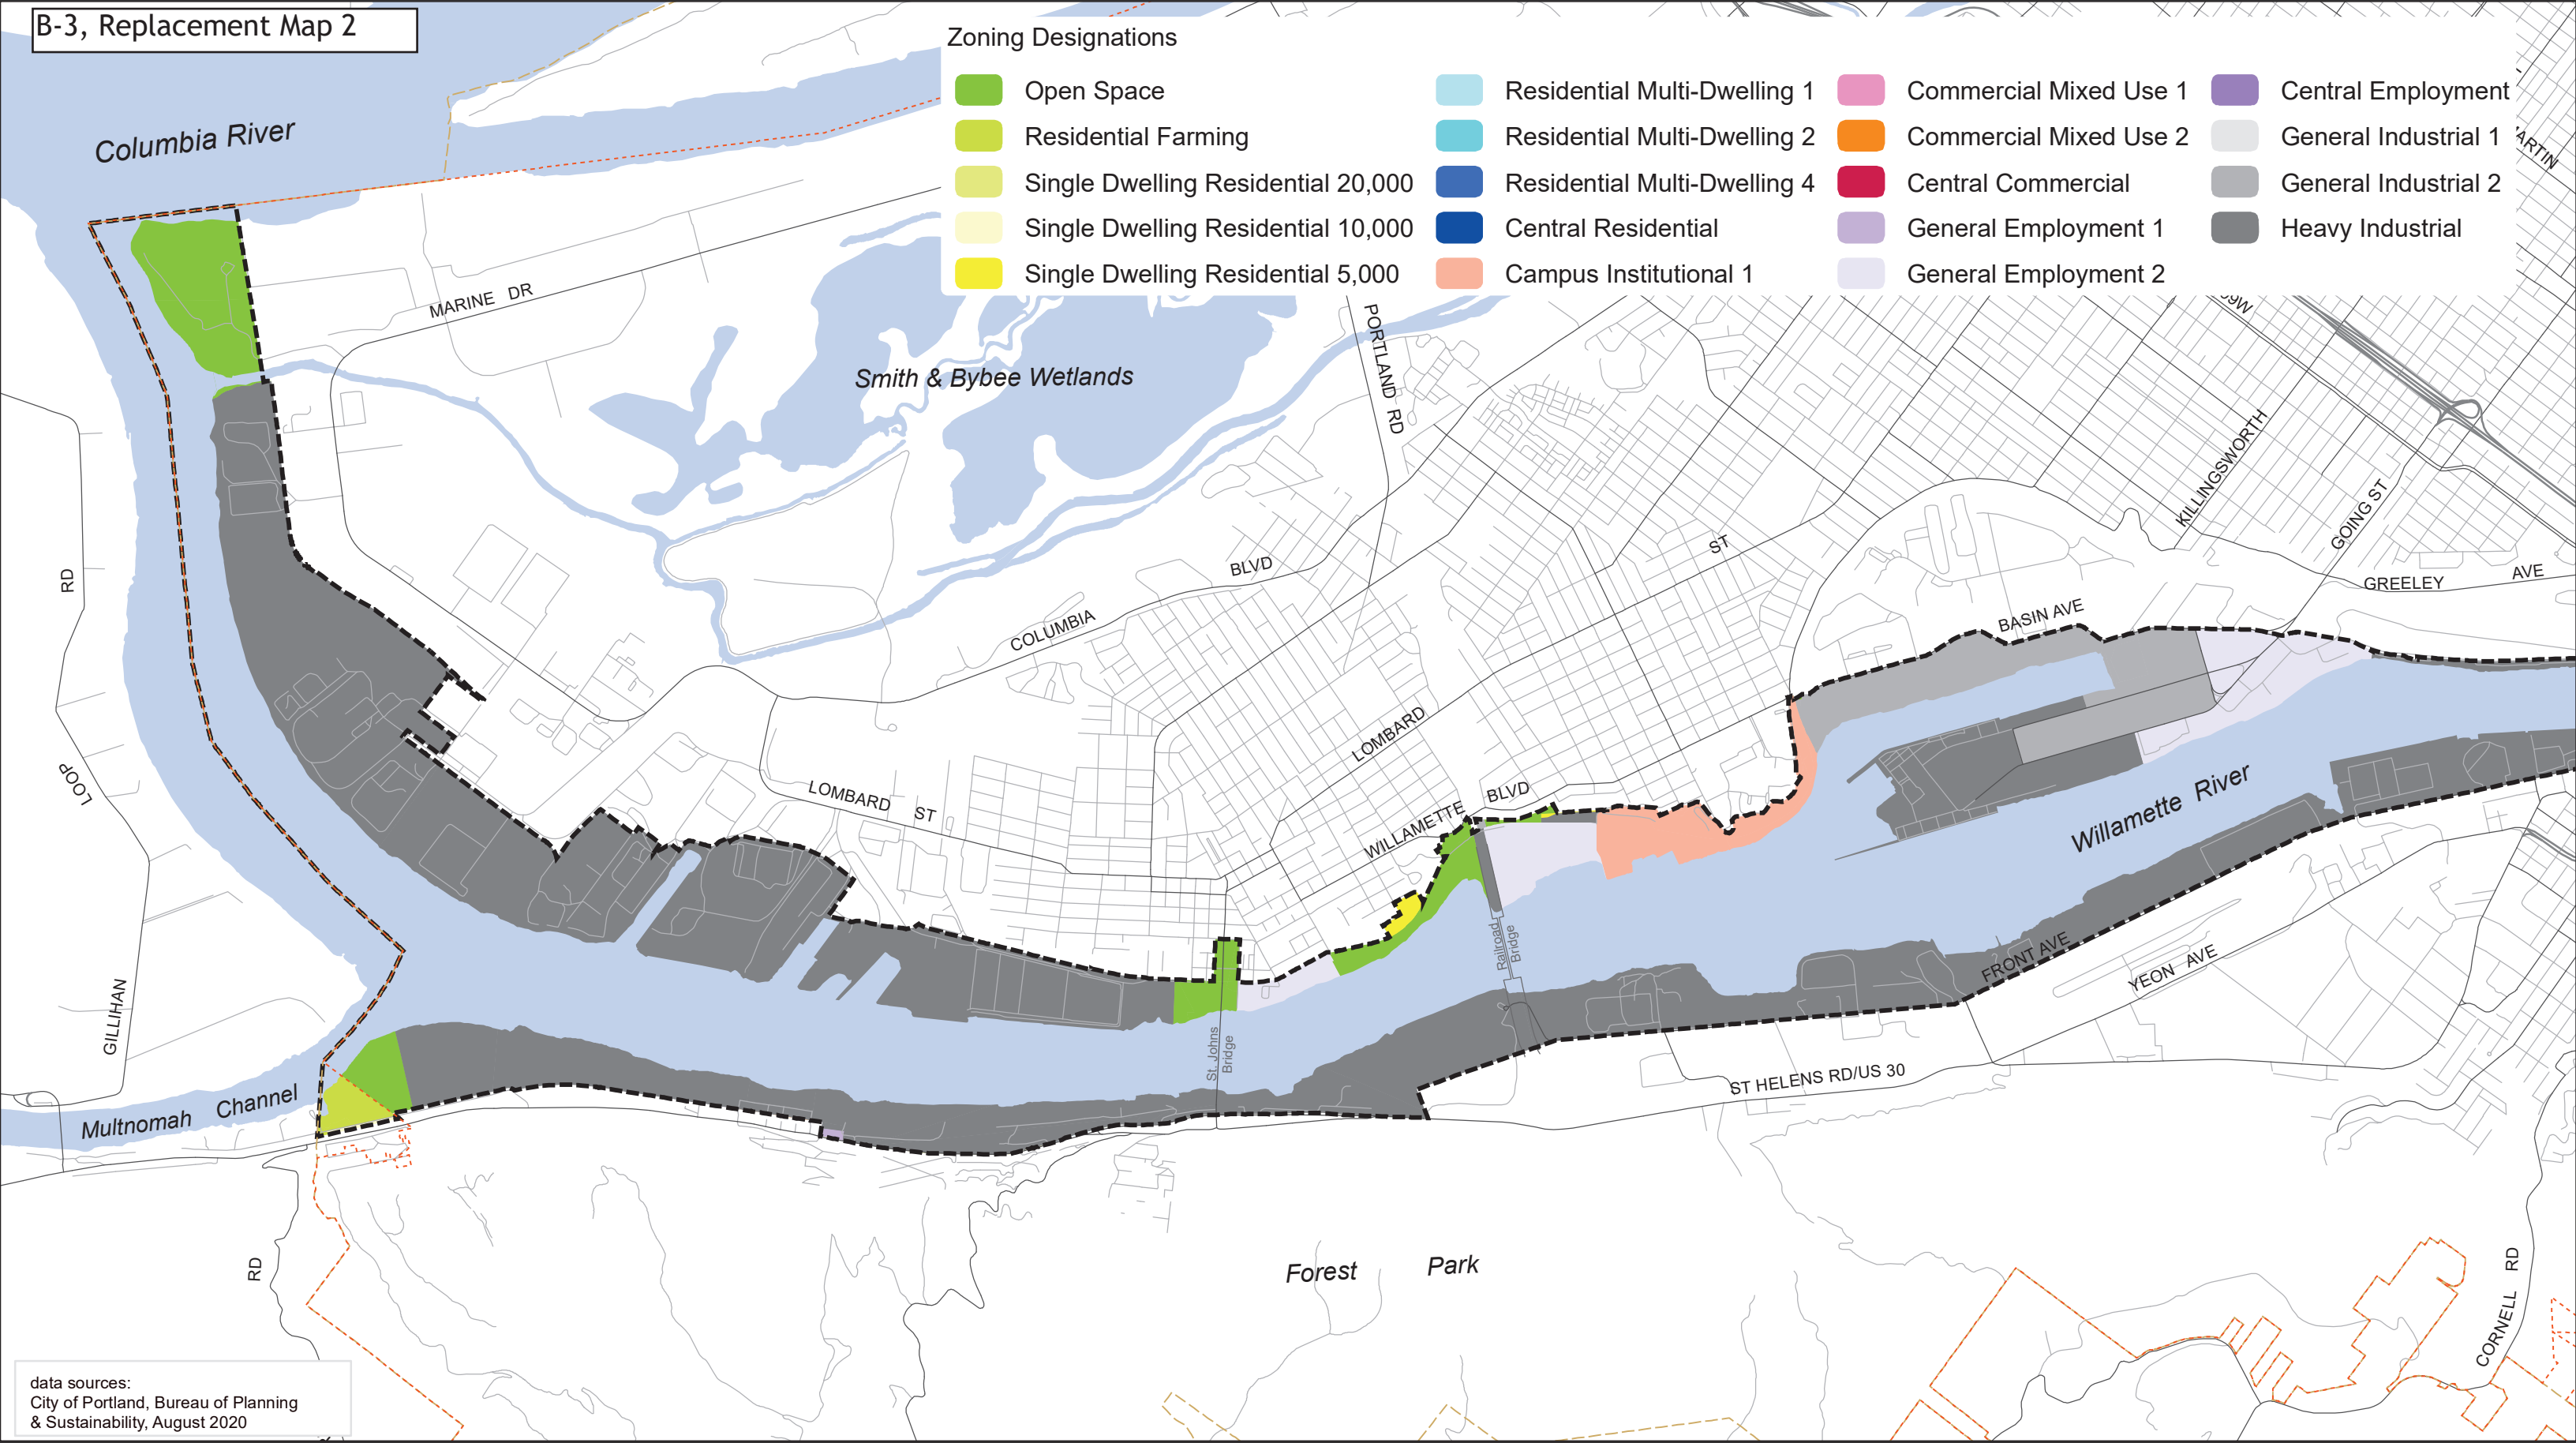 B-3, Replacement Map 2
Zoning Designations
Open Space
Residential Farming
Single Dwelling Residential 20,000
Single Dwelling Residential 10,000
Single Dwelling Residential 5,000
Residential Multi-Dwelling 1
Residential Multi-Dwelling 2
Residential Multi-Dwelling 4
Central Residential
Campus Institutional 1
Commercial Mixed Use 1
Commercial Mixed Use 2
Central Commercial
General Employment 1
General Employment 2
Central Employment
General Industrial 1
General Industrial 2
Heavy Industrial
Columbia River
MARINE DR
Smith & Bybee Wetlands
PORTLAND RD
ARTIN
99W
KILLINGSWORTH
GOING ST
GREELEY AVE
BASIN AVE
RD
LOOP
GILLIHAN
COLUMBIA BLVD
LOMBARD ST
LOMBARD ST
WILLAMETTE BLVD
Railroad
Bridge
St. Johns
Bridge
Willamette River
FRONT AVE
YEON AVE
ST HELENS RD/US 30
Multnomah Channel
RD
Forest Park
CORNELL RD
data sources:
City of Portland, Bureau of Planning
& Sustainability, August 2020